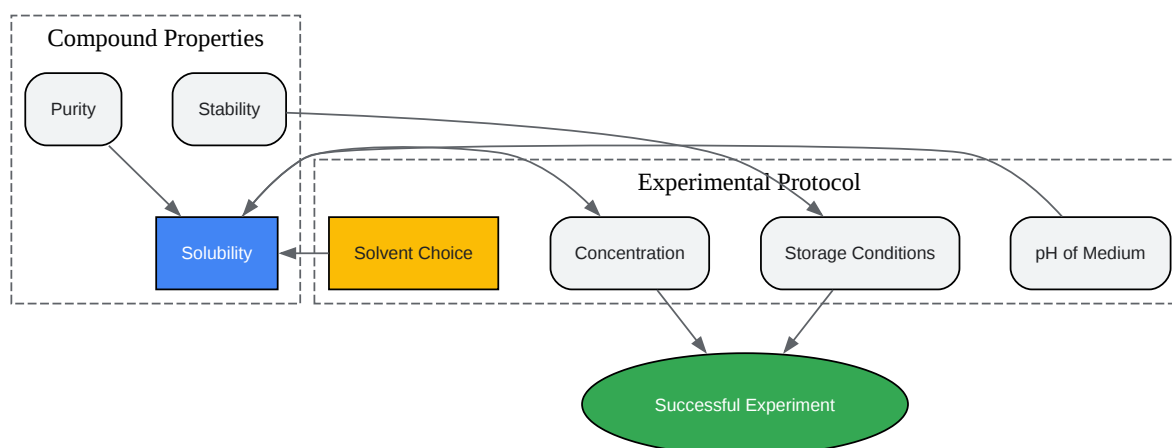 Compound Properties
Purity
Stability
Experimental Protocol
Solubility
Solvent Choice
Concentration
Storage Conditions
pH of Medium
Successful Experiment